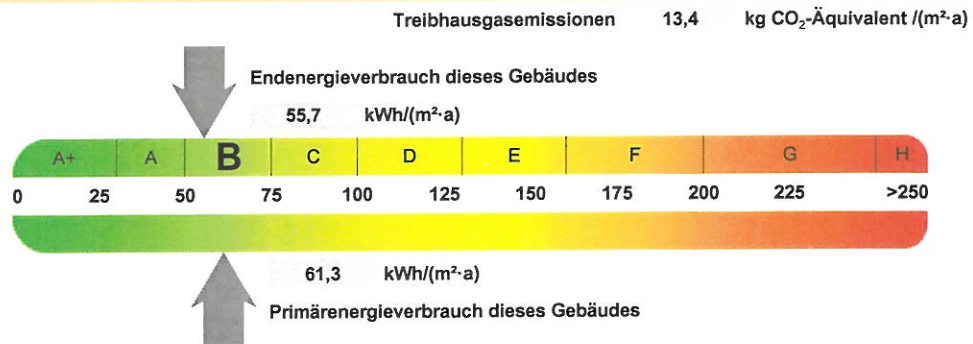 Treibhausgasemissionen 13,4 kg CO₂-Äquivalent /(m²·a)
Endenergieverbrauch dieses Gebäudes
55,7 kWh/(m²·a)
A+ A B C D E F G H
0 25 50 75 100 125 150 175 200 225 >250
61,3 kWh/(m²·a)
Primärenergieverbrauch dieses Gebäudes